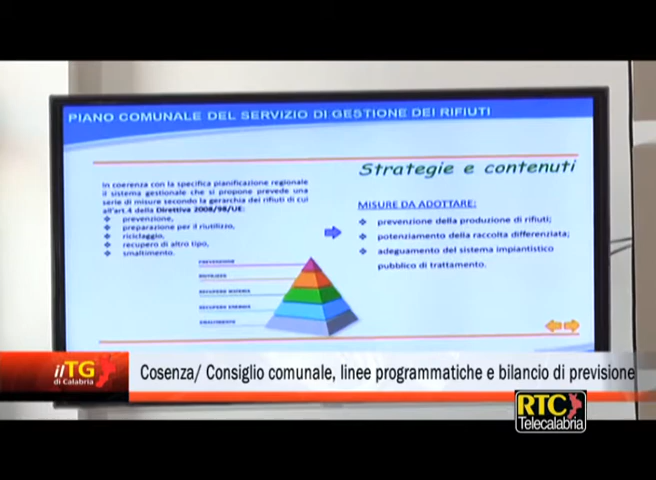 PIANO COMUNALE DEL SERVIZIO DI GESTIONE DEI RIFIUTI
Strategie e contenuti
In coerenza con la specifica pianificazione regionale
il sistema gestionale che si propone prevede una
serie di misure secondo la gerarchia dei rifiuti di cui
all'art.4 della Direttiva 2008/98/UE:
prevenzione,
preparazione per il riutilizzo,
riciclaggio,
recupero di altro tipo,
smaltimento.
MISURE DA ADOTTARE:
prevenzione della produzione di rifiuti;
potenziamento della raccolta differenziata;
adeguamento del sistema impiantistico
pubblico di trattamento.
PREVENZIONE
RIUTILIZZO
RECUPERO MATERIA
RECUPERO ENERGIA
SMALTIMENTO
ilTG
di Calabria
Cosenza/ Consiglio comunale, linee programmatiche e bilancio di previsione
RTC
Telecalabria